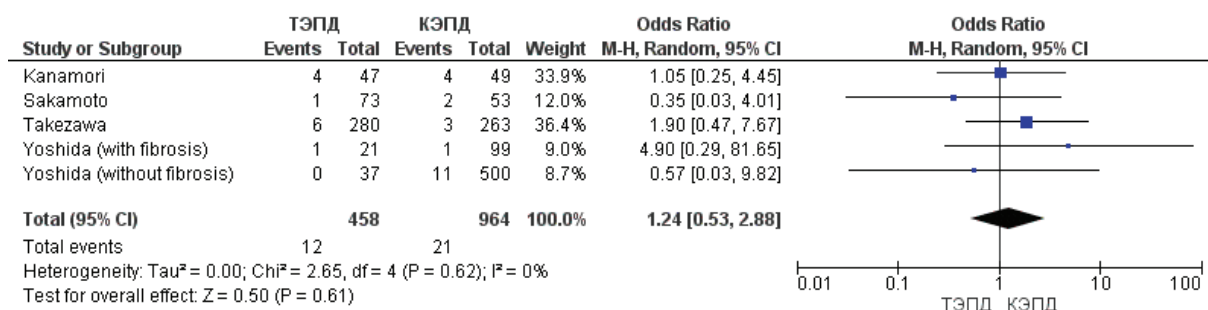 ТЭПД КЭПД Odds Ratio Odds Ratio
Study or Subgroup Events Total Events Total Weight M-H, Random, 95% CI M-H, Random, 95% CI
Kanamori 4 47 4 49 33.9% 1.05 [0.25, 4.45]
Sakamoto 1 73 2 53 12.0% 0.35 [0.03, 4.01]
Takezawa 6 280 3 263 36.4% 1.90 [0.47, 7.67]
Yoshida (with fibrosis) 1 21 1 99 9.0% 4.90 [0.29, 81.65]
Yoshida (without fibrosis) 0 37 11 500 8.7% 0.57 [0.03, 9.82]
Total (95% CI) 458 964 100.0% 1.24 [0.53, 2.88]
Total events 12 21
Heterogeneity: Tau² = 0.00; Chi² = 2.65, df = 4 (P = 0.62); I² = 0%
Test for overall effect: Z = 0.50 (P = 0.61)
0.01 0.1 1 10 100
ТЭПД КЭПД